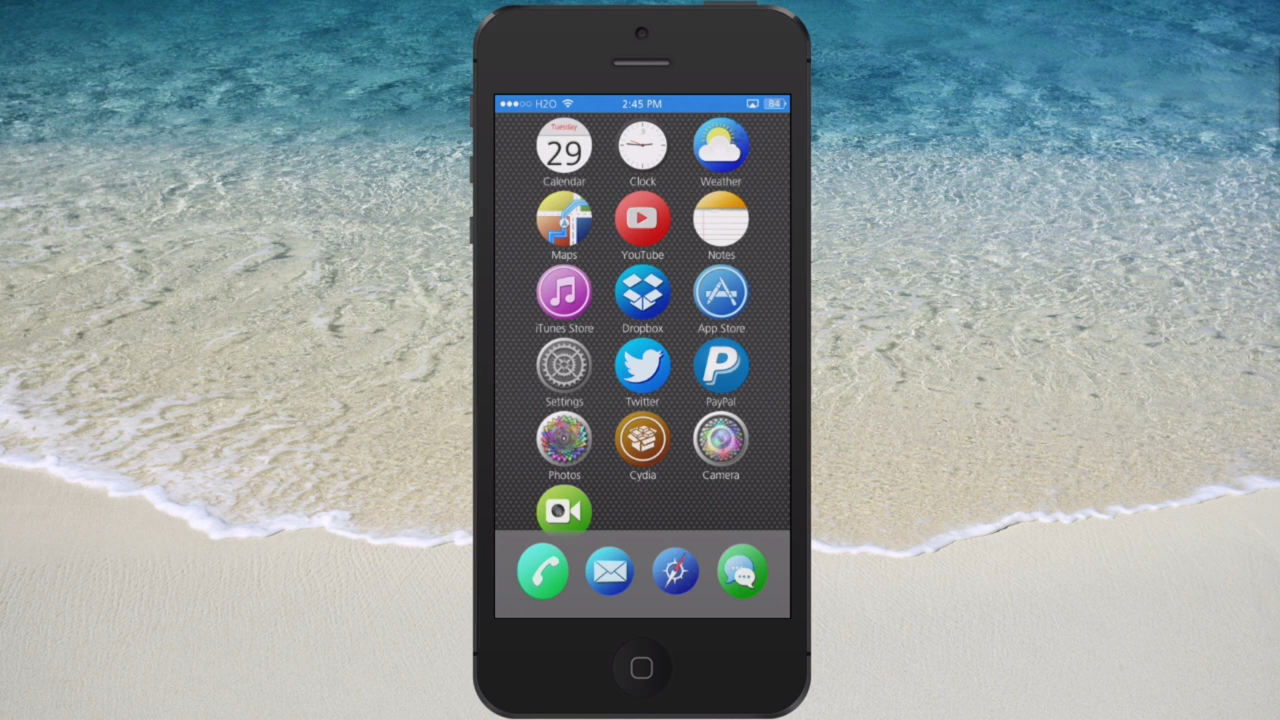 H2O 2:45 PM 84
Tuesday
29
Calendar Clock Weather
Maps YouTube Notes
iTunes Store Dropbox App Store
Settings Twitter PayPal
Photos Cydia Camera